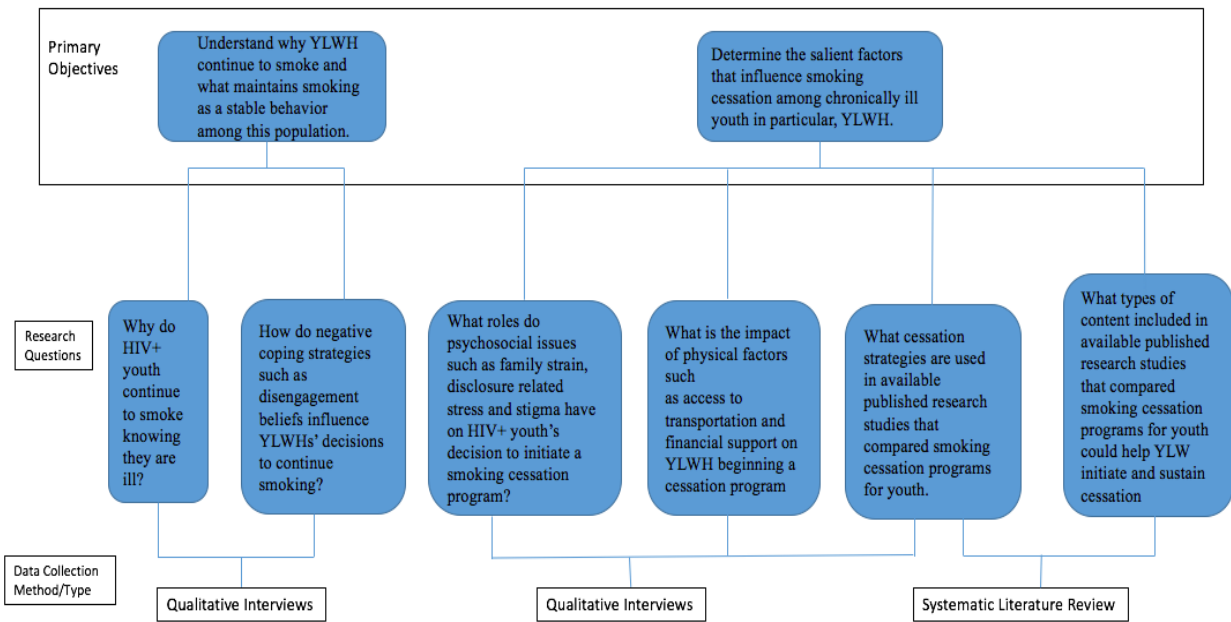 Primary
Objectives
Understand why YLWH
continue to smoke and
what maintains smoking
as a stable behavior
among this population.
Determine the salient factors
that influence smoking
cessation among chronically ill
youth in particular, YLWH.
Research
Questions
Why do
HIV+
youth
continue
to smoke
knowing
they are
ill?
How do negative
coping strategies
such as
disengagement
beliefs influence
YLWHs’ decisions
to continue
smoking?
What roles do
psychosocial issues
such as family strain,
disclosure related
stress and stigma have
on HIV+ youth’s
decision to initiate a
smoking cessation
program?
What is the impact
of physical factors
such
as access to
transportation and
financial support on
YLWH beginning a
cessation program
What cessation
strategies are used
in available
published research
studies that
compared smoking
cessation programs
for youth.
What types of
content included in
available published
research studies
that compared
smoking cessation
programs for youth
could help YLW
initiate and sustain
cessation
Data Collection
Method/Type
Qualitative Interviews
Qualitative Interviews
Systematic Literature Review